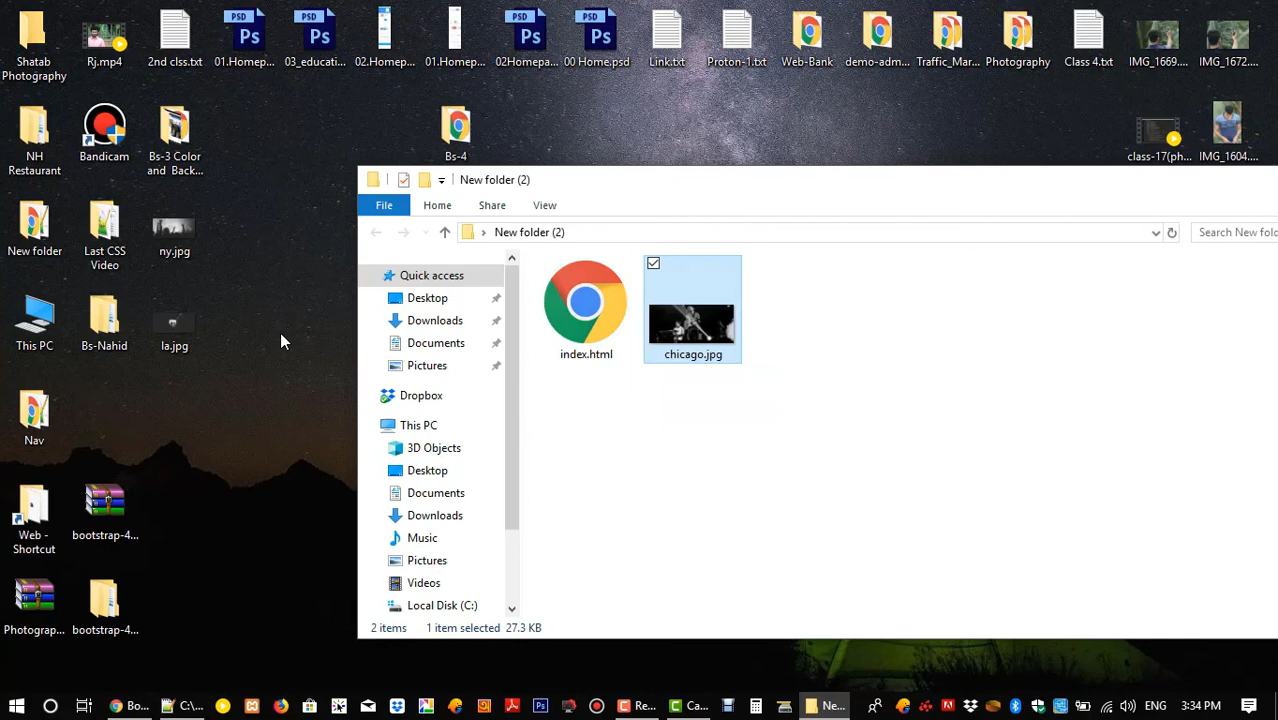 PSD
PSD
PSD
PSD
Ps
Ps
Ps
Ps
Shatab
Photography
Rj.mp4
2nd clss.txt
01.Homep...
03_educati...
02.Homep...
01.Homep...
02Homepa...
00 Home.psd
Link.txt
Proton-1.txt
Web-Bank
demo-adm...
Traffic_Mar...
Photography
Class 4.txt
IMG_1669....
IMG_1672....
NH
Restaurant
Bandicam
Bs-3 Color
and Back...
Bs-4
class-17(ph...
IMG_1604....
New folder
Last CSS
Video
ny.jpg
This PC
Bs-Nahid
la.jpg
Nav
Web -
Shortcut
bootstrap-4...
Photograp...
bootstrap-4...
New folder (2)
File Home Share View
New folder (2)
Search New fold
Quick access
Desktop
Downloads
Documents
Pictures
Dropbox
This PC
3D Objects
Desktop
Documents
Downloads
Music
Pictures
Videos
Local Disk (C:)
index.html
chicago.jpg
2 items 1 item selected 27.3 KB
Bo...
C:\...
Re...
Ca...
Ne...
ENG 3:34 PM